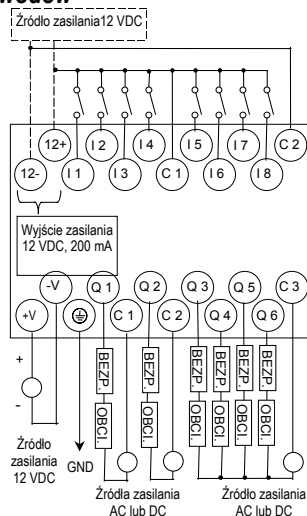 wodów
Źródło zasilania12 VDC
12+ I 2 I 4 I 5 I 7 C 2
12- I 1 I 3 C 1 I 6 I 8
Wyjście zasilania
12 VDC, 200 mA
-V Q 1 Q 2 Q 3 Q 5 C 3
+V C 1 C 2 Q 4 Q 6
+
-
BEZP. BEZP. BEZP. BEZP. BEZP. BEZP.
OBCI. OBCI. OBCI. OBCI. OBCI. OBCI.
Źródło
zasilania
12 VDC
GND
Źródła zasilania
AC lub DC
Źródło zasilania
AC lub DC